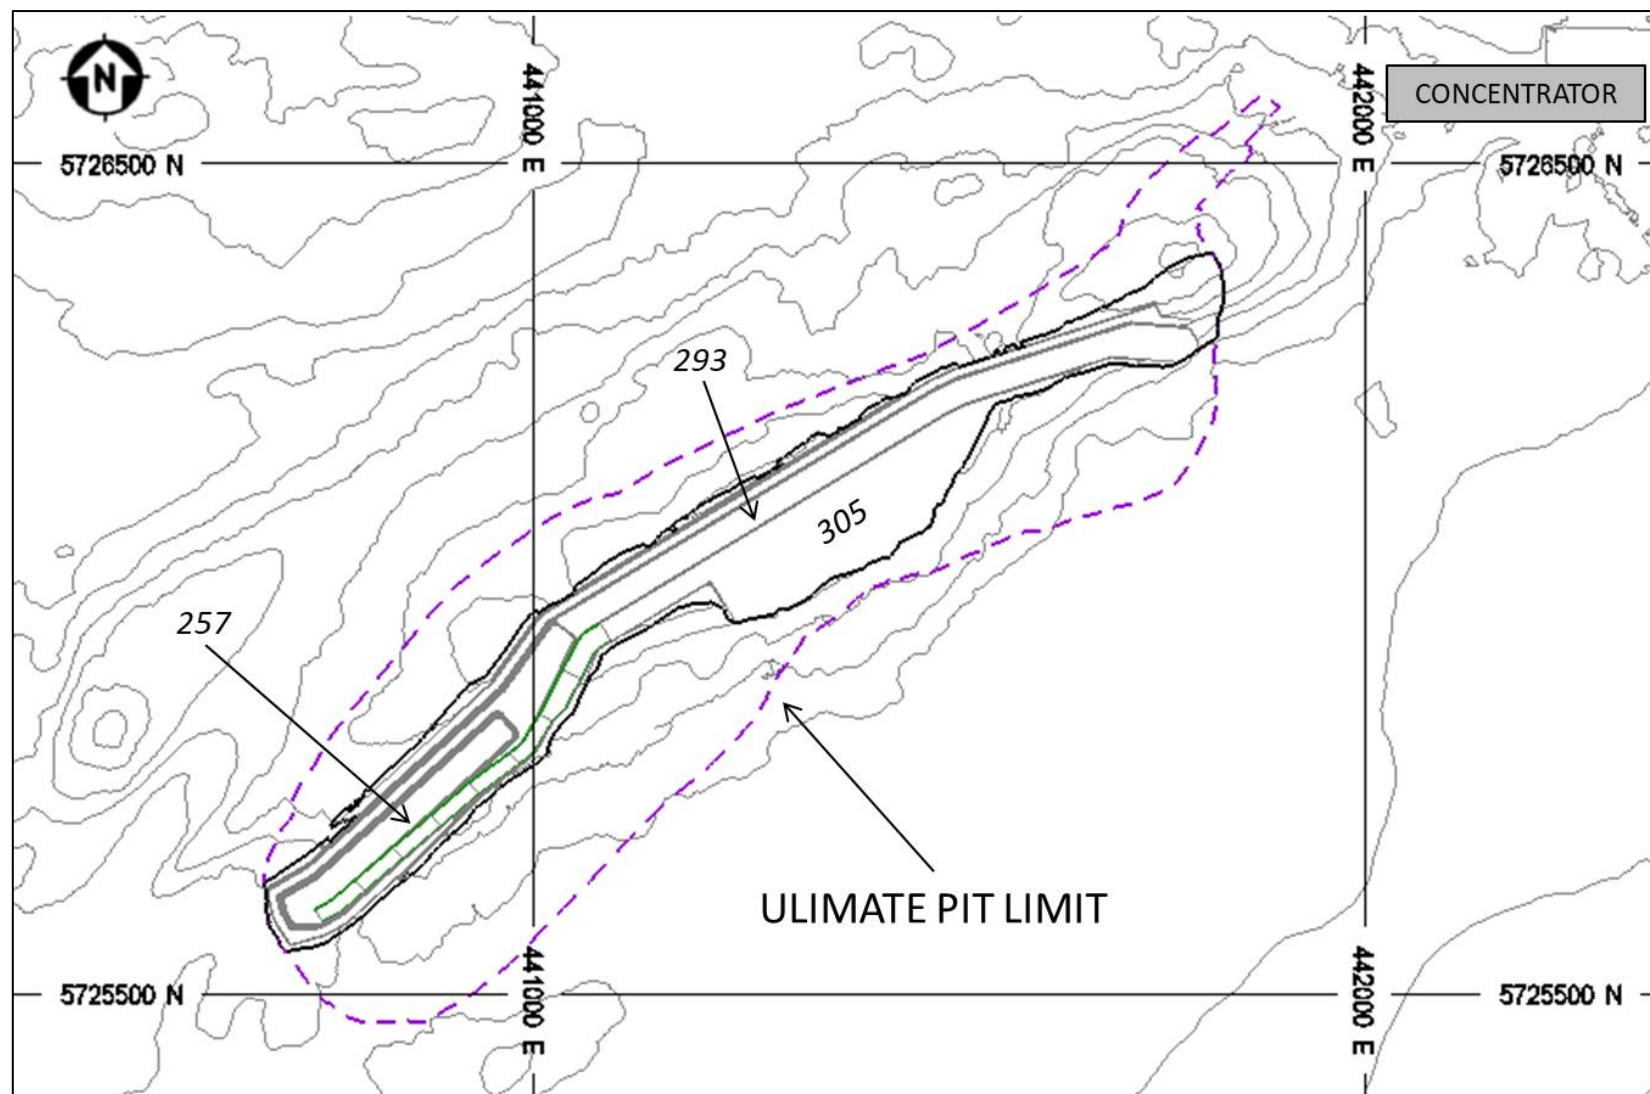 N
441000 E
442000 E
CONCENTRATOR
5726500 N
5726500 N
293
305
257
ULIMATE PIT LIMIT
5725500 N
441000 E
442000 E
5725500 N